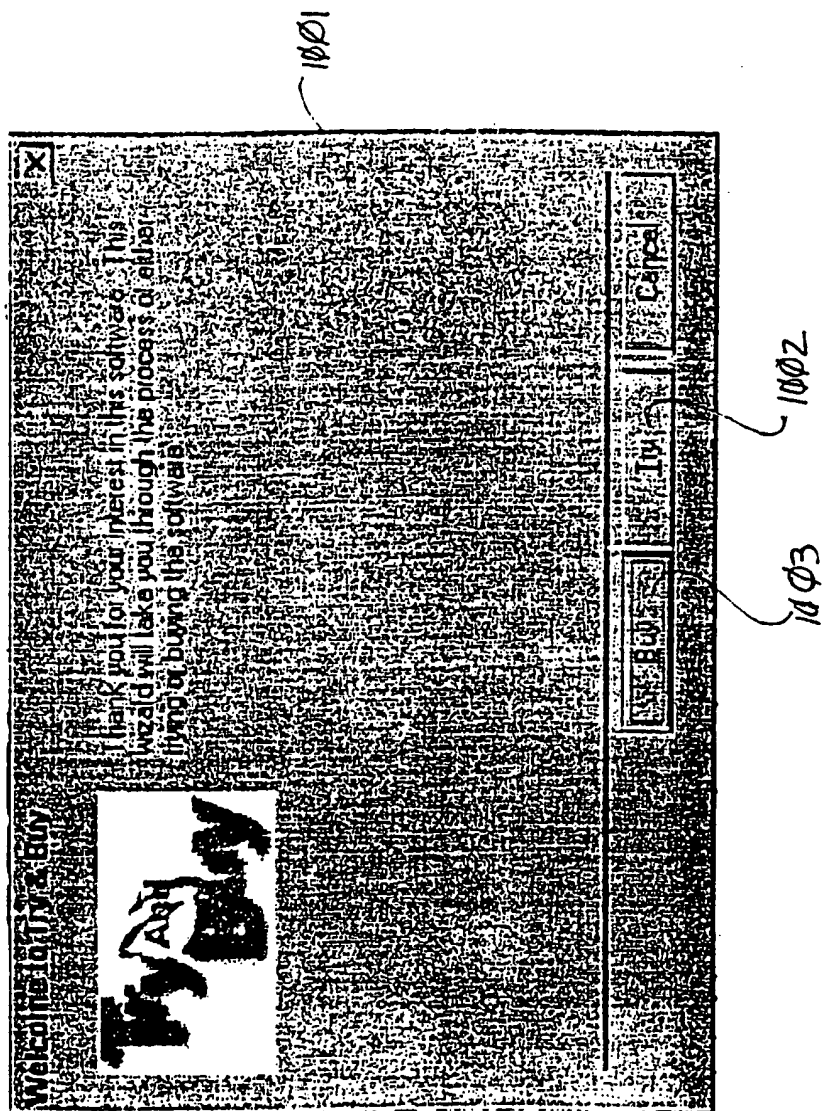 Welcome to Try & Buy
X
Try And Buy
Thank you for your interest in this software. This
wizard will take you through the process of either
trying or buying the software.
Buy
Try
Cancel
1001
1002
1003